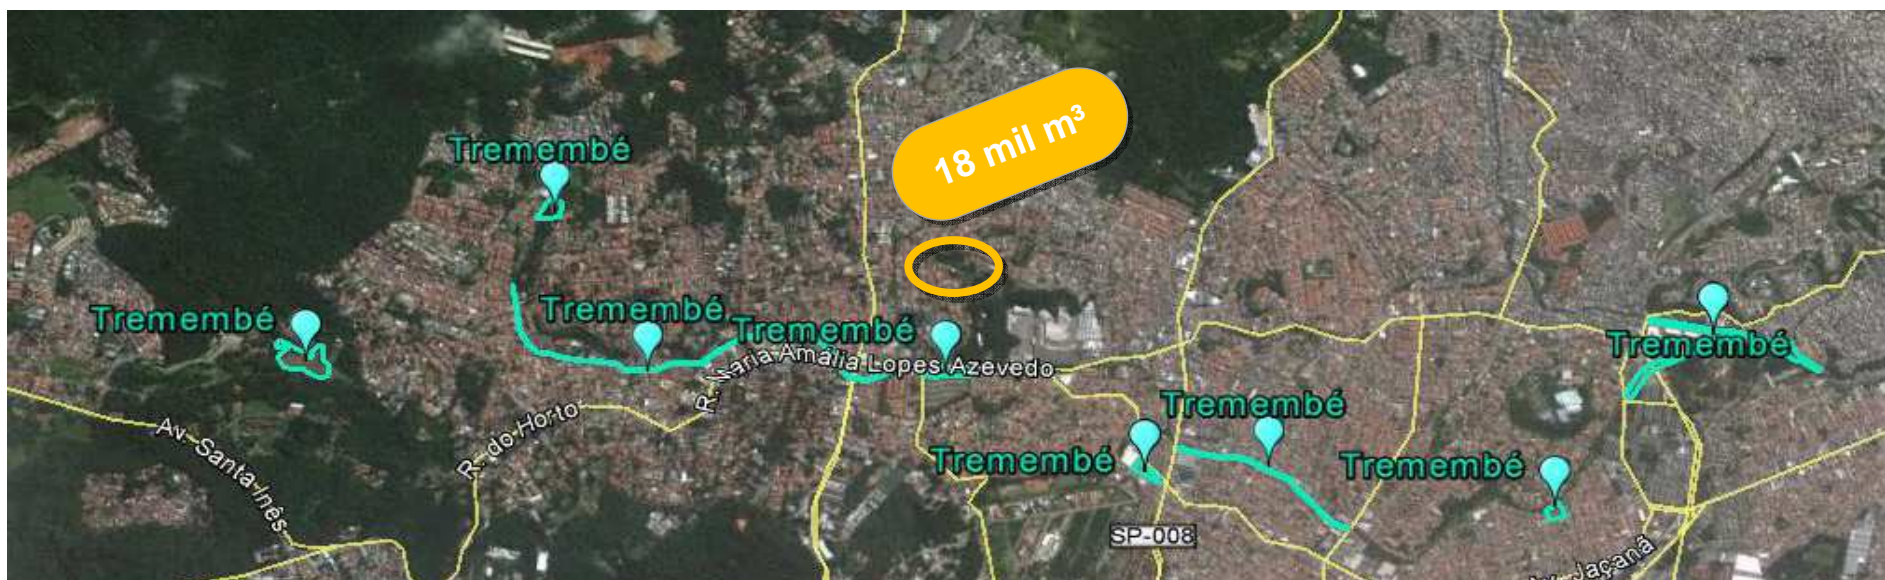 18 mil m³
Tremembé
Tremembé
Tremembé
Tremembé
R. Maria Amália Lopes Azevedo
Tremembé
Tremembé
R. do Horto
Av. Santa Inês
Tremembé
Tremembé
SP-008
Jaçanã